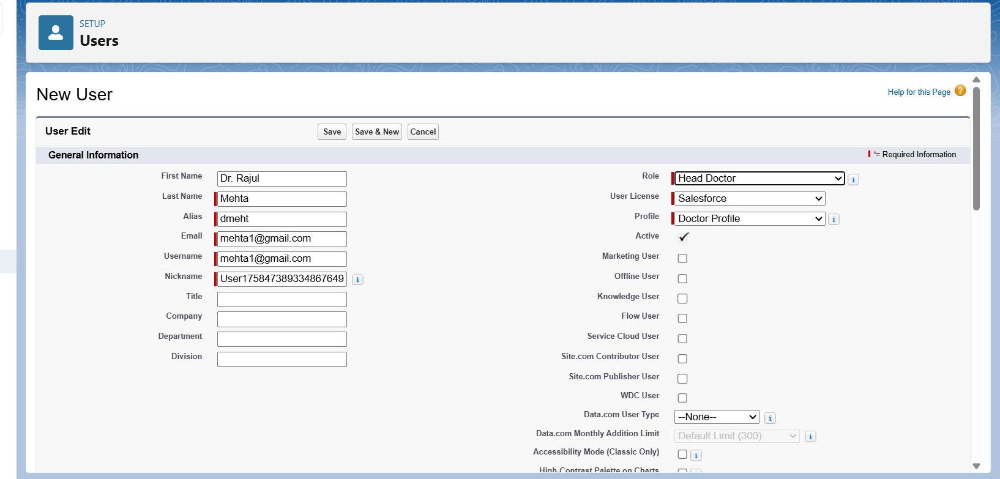 SETUP
Users
New User
Help for this Page ?
User Edit
Save
Save & New
Cancel
General Information
*= Required Information
First Name
Dr. Rajul
Last Name
Mehta
Alias
dmeht
Email
mehta1@gmail.com
Username
mehta1@gmail.com
Nickname
User175847389334867649
Title
Company
Department
Division
Role
Head Doctor
User License
Salesforce
Profile
Doctor Profile
Active
Marketing User
Offline User
Knowledge User
Flow User
Service Cloud User
Site.com Contributor User
Site.com Publisher User
WDC User
Data.com User Type
--None--
Data.com Monthly Addition Limit
Default Limit (300)
Accessibility Mode (Classic Only)
High-Contrast Palette on Charts